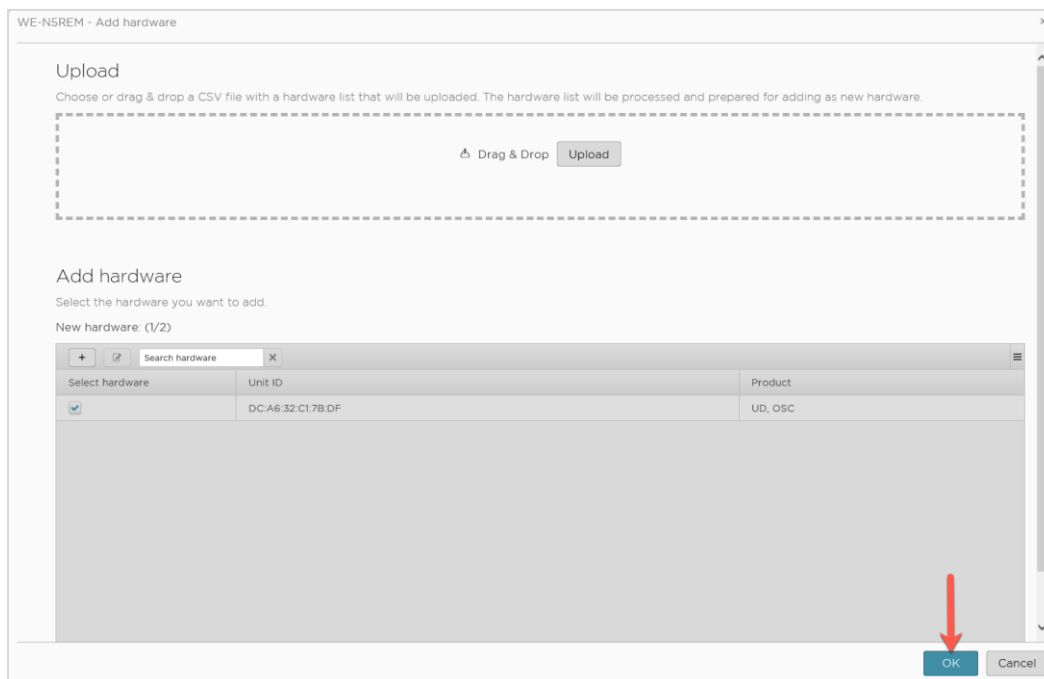 WE-N5REM - Add hardware
Upload
Choose or drag & drop a CSV file with a hardware list that will be uploaded. The hardware list will be processed and prepared for adding as new hardware.
Drag & Drop Upload
Add hardware
Select the hardware you want to add.
New hardware: (1/2)
+ Search hardware ×
Select hardware Unit ID Product
DC:A6:32:C1:7B:DF UD, OSC
OK Cancel